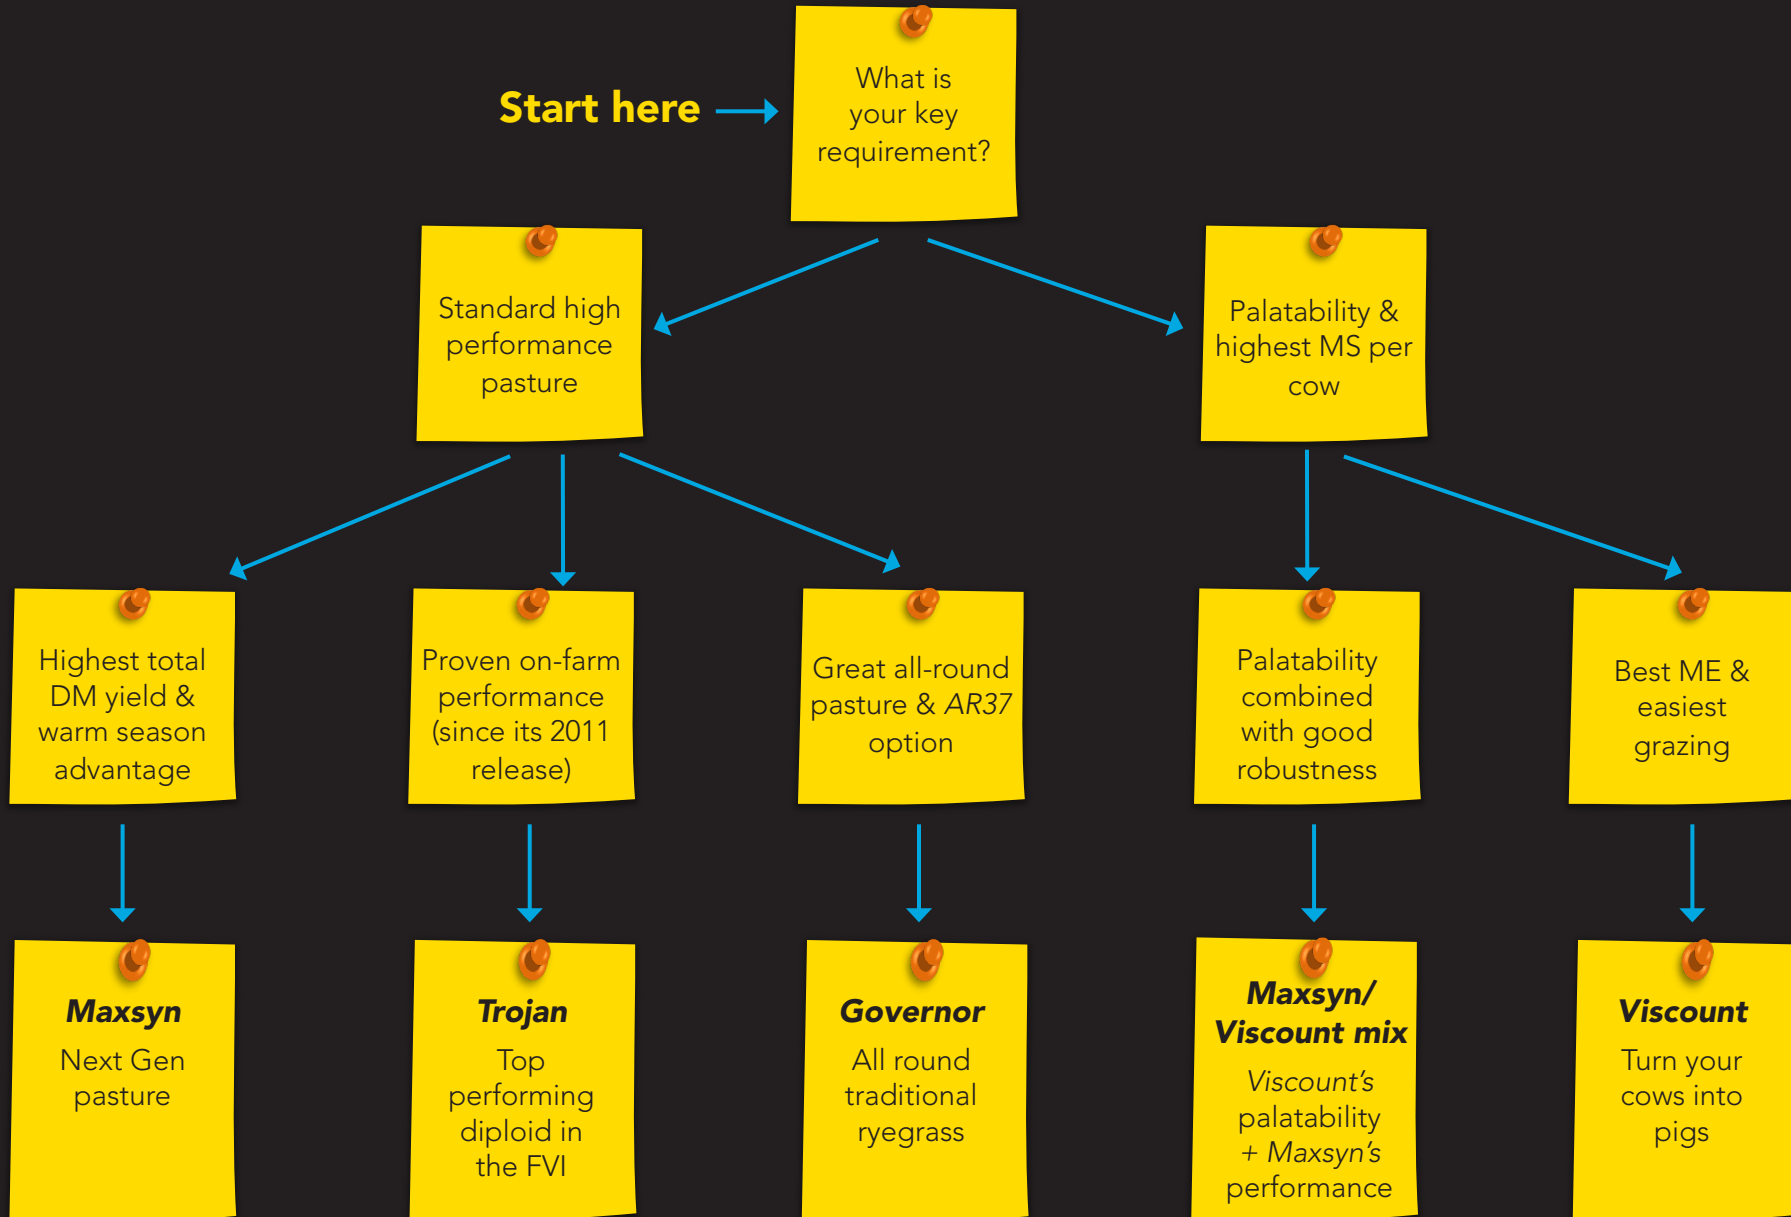 Start here
What is
your key
requirement?
Standard high
performance
pasture
Palatability &
highest MS per
cow
Highest total
DM yield &
warm season
advantage
Proven on-farm
performance
(since its 2011
release)
Great all-round
pasture & AR37
option
Palatability
combined
with good
robustness
Best ME &
easiest
grazing
Maxsyn
Next Gen
pasture
Trojan
Top
performing
diploid in
the FVI
Governor
All round
traditional
ryegrass
Maxsyn/
Viscount mix
Viscount's
palatability
+ Maxsyn's
performance
Viscount
Turn your
cows into
pigs